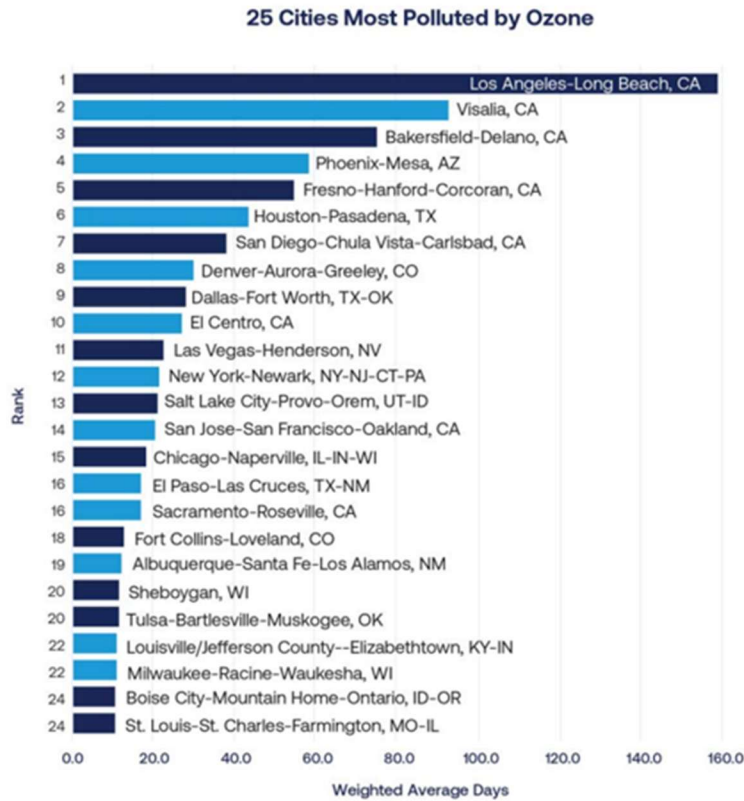 25 Cities Most Polluted by Ozone
1 Los Angeles-Long Beach, CA
2 Visalia, CA
3 Bakersfield-Delano, CA
4 Phoenix-Mesa, AZ
5 Fresno-Hanford-Corcoran, CA
6 Houston-Pasadena, TX
7 San Diego-Chula Vista-Carlsbad, CA
8 Denver-Aurora-Greeley, CO
9 Dallas-Fort Worth, TX-OK
10 El Centro, CA
11 Las Vegas-Henderson, NV
12 New York-Newark, NY-NJ-CT-PA
13 Salt Lake City-Provo-Orem, UT-ID
14 San Jose-San Francisco-Oakland, CA
15 Chicago-Naperville, IL-IN-WI
16 El Paso-Las Cruces, TX-NM
16 Sacramento-Roseville, CA
18 Fort Collins-Loveland, CO
19 Albuquerque-Santa Fe-Los Alamos, NM
20 Sheboygan, WI
20 Tulsa-Bartlesville-Muskogee, OK
22 Louisville/Jefferson County--Elizabethtown, KY-IN
22 Milwaukee-Racine-Waukesha, WI
24 Boise City-Mountain Home-Ontario, ID-OR
24 St. Louis-St. Charles-Farmington, MO-IL
Rank
0.0 20.0 40.0 60.0 80.0 100.0 120.0 140.0 160.0
Weighted Average Days